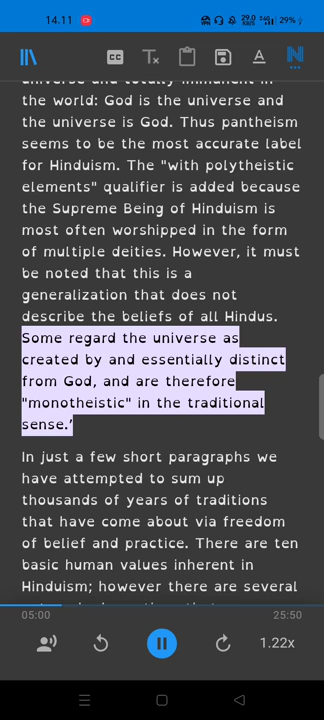 14.11
29.0
KB/S
29%
CC
universe and totally immanent in
the world: God is the universe and
the universe is God. Thus pantheism
seems to be the most accurate label
for Hinduism. The "with polytheistic
elements" qualifier is added because
the Supreme Being of Hinduism is
most often worshipped in the form
of multiple deities. However, it must
be noted that this is a
generalization that does not
describe the beliefs of all Hindus.
Some regard the universe as
created by and essentially distinct
from God, and are therefore
"monotheistic" in the traditional
sense.'
In just a few short paragraphs we
have attempted to sum up
thousands of years of traditions
that have come about via freedom
of belief and practice. There are ten
basic human values inherent in
Hinduism; however there are several
05:00
25:50
1.22x